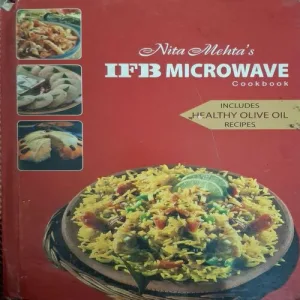 Nita Mehta's
IFB MICROWAVE
Cookbook
INCLUDES
HEALTHY OLIVE OIL
RECIPES